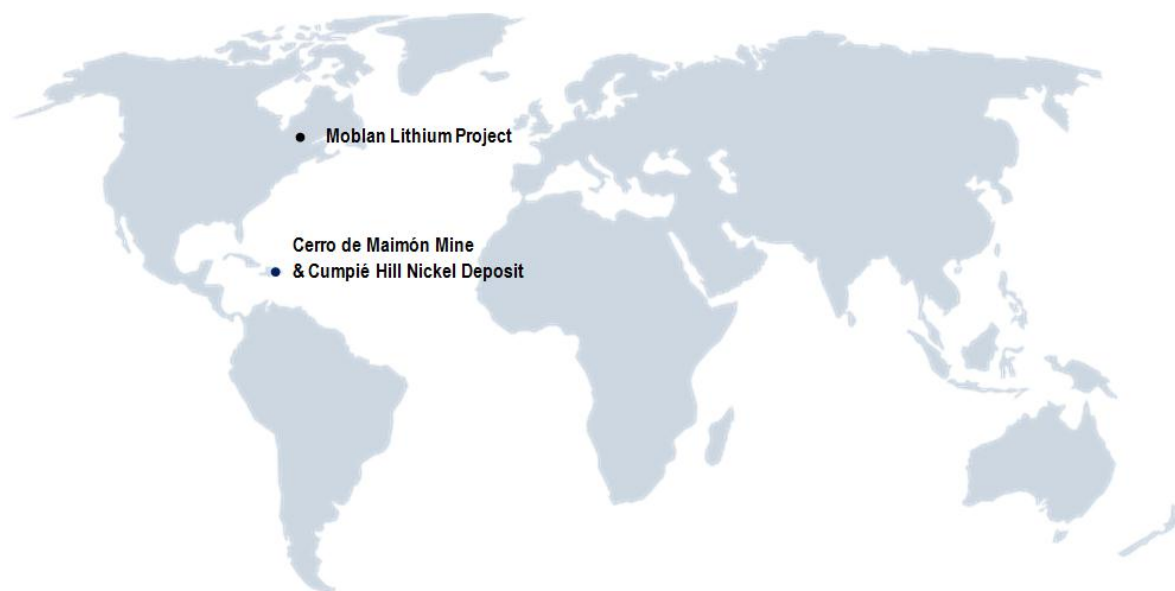 Moblan Lithium Project
Cerro de Maimón Mine
& Cumpié Hill Nickel Deposit